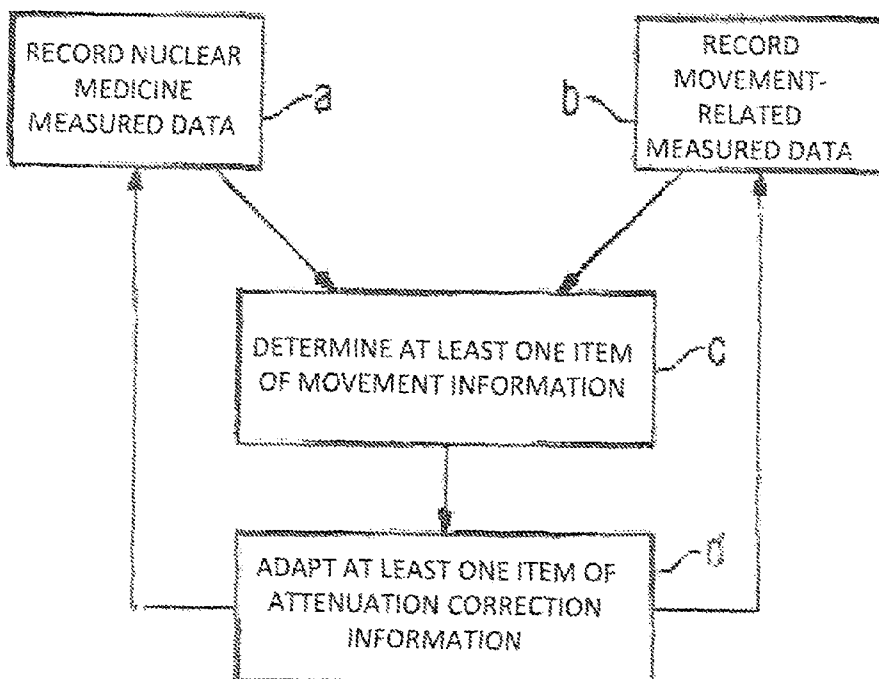 RECORD NUCLEAR
MEDICINE
MEASURED DATA
a
RECORD
MOVEMENT-
RELATED
MEASURED DATA
b
DETERMINE AT LEAST ONE ITEM
OF MOVEMENT INFORMATION
c
ADAPT AT LEAST ONE ITEM OF
ATTENUATION CORRECTION
INFORMATION
d